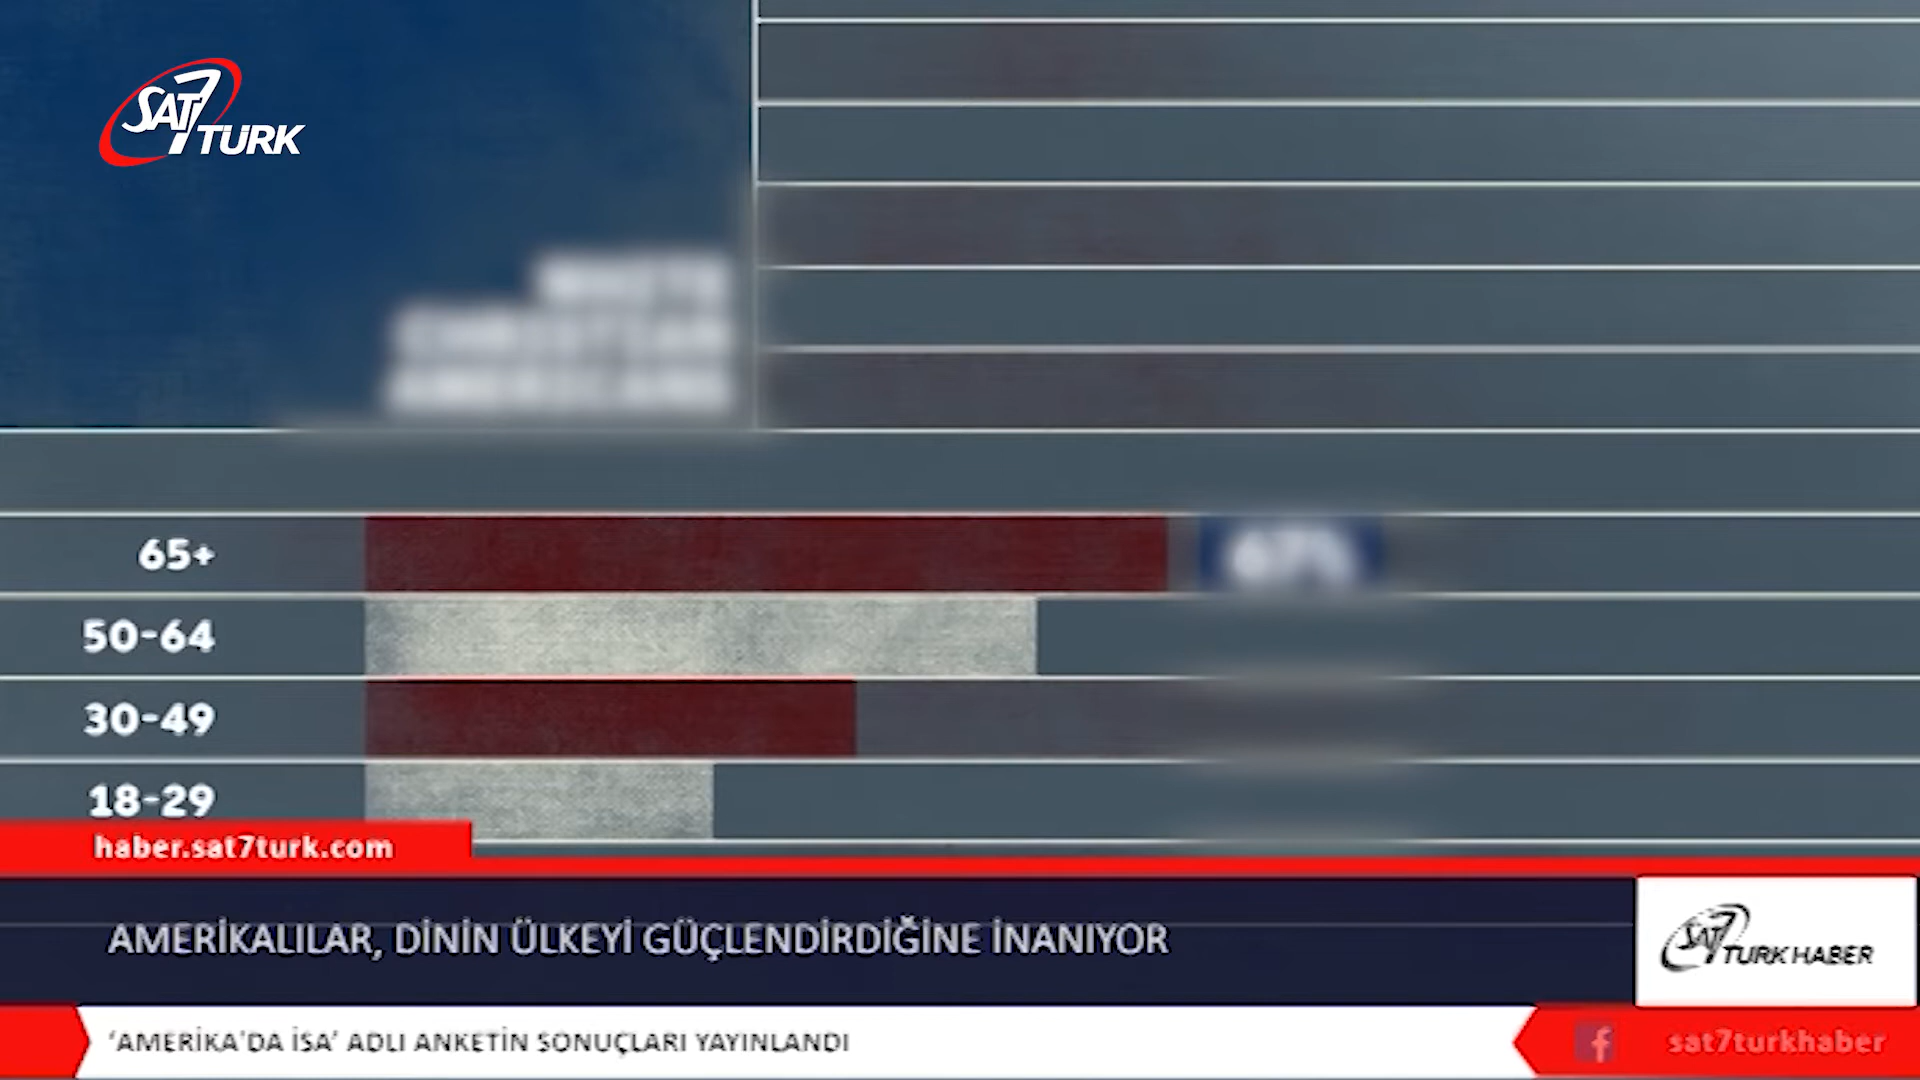 SAT7
TÜRK
65+
50-64
30-49
18-29
haber.sat7turk.com
AMERİKALILAR, DİNİN ÜLKEYİ GÜÇLENDİRDİĞİNE İNANIYOR
SAT7
TURK HABER
‘AMERİKA'DA İSA’ ADLI ANKETİN SONUÇLARI YAYINLANDI
f
sat7turkhaber